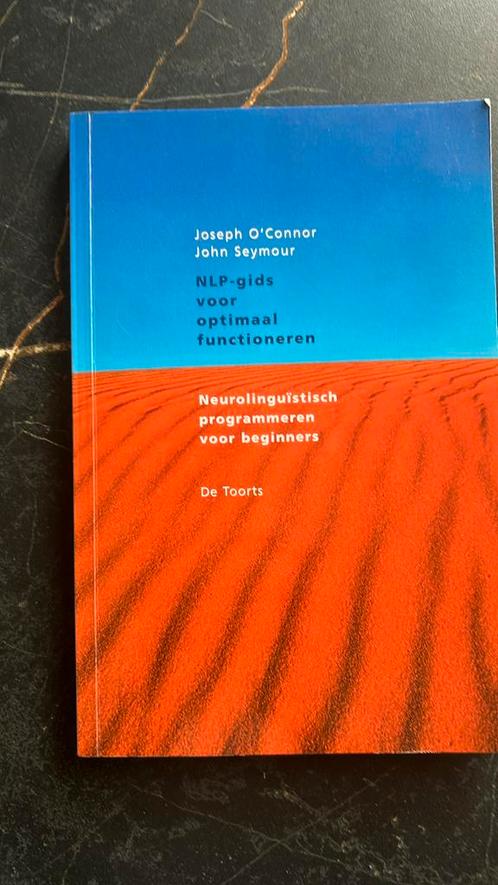 Joseph O'Connor
John Seymour
NLP-gids
voor
optimaal
functioneren
Neurolinguïstisch
programmeren
voor beginners
De Toorts